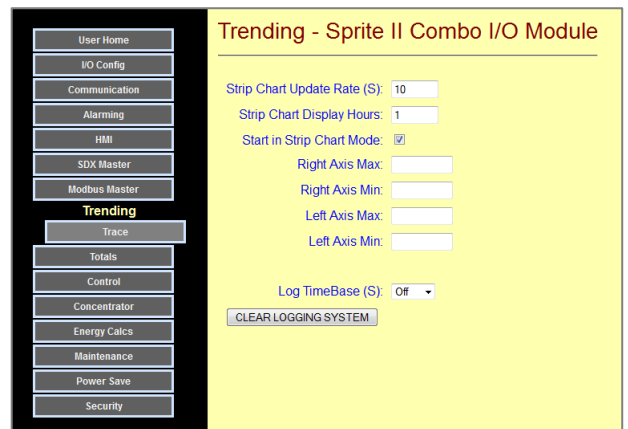 User Home
I/O Config
Communication
Alarming
HMI
SDX Master
Modbus Master
Trending
Trace
Totals
Control
Concentrator
Energy Calcs
Maintenance
Power Save
Security
Trending - Sprite II Combo I/O Module
Strip Chart Update Rate (S): 10
Strip Chart Display Hours: 1
Start in Strip Chart Mode:
Right Axis Max:
Right Axis Min:
Left Axis Max:
Left Axis Min:
Log TimeBase (S): Off
CLEAR LOGGING SYSTEM